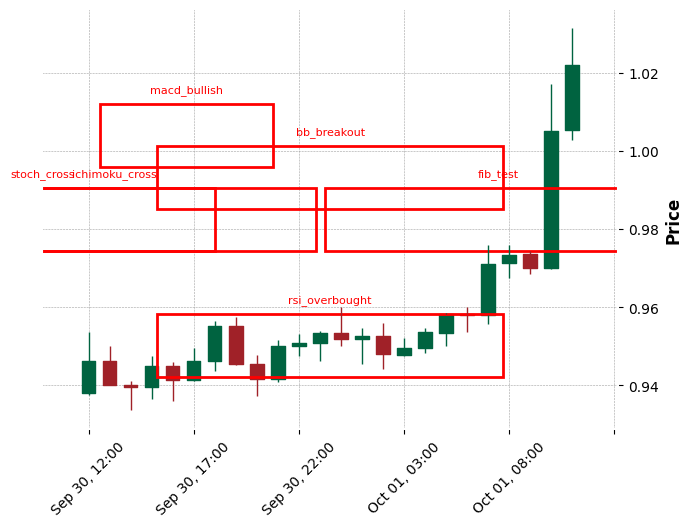 macd_bullish
bb_breakout
stoch_cross
ichimoku_cross
fib_test
rsi_overbought
1.02
1.00
0.98
0.96
0.94
Price
Sep 30, 12:00
Sep 30, 17:00
Sep 30, 22:00
Oct 01, 03:00
Oct 01, 08:00